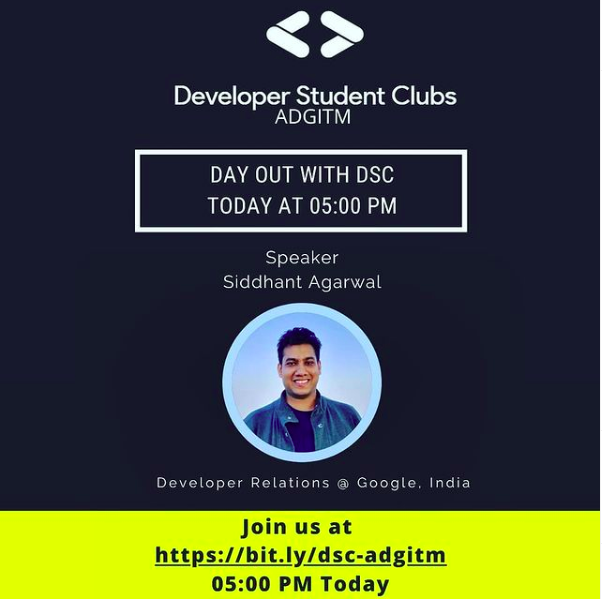 Developer Student Clubs
ADGITM
DAY OUT WITH DSC
TODAY AT 05:00 PM
Speaker
Siddhant Agarwal
Developer Relations @ Google, India
Join us at
https://bit.ly/dsc-adgitm
05:00 PM Today